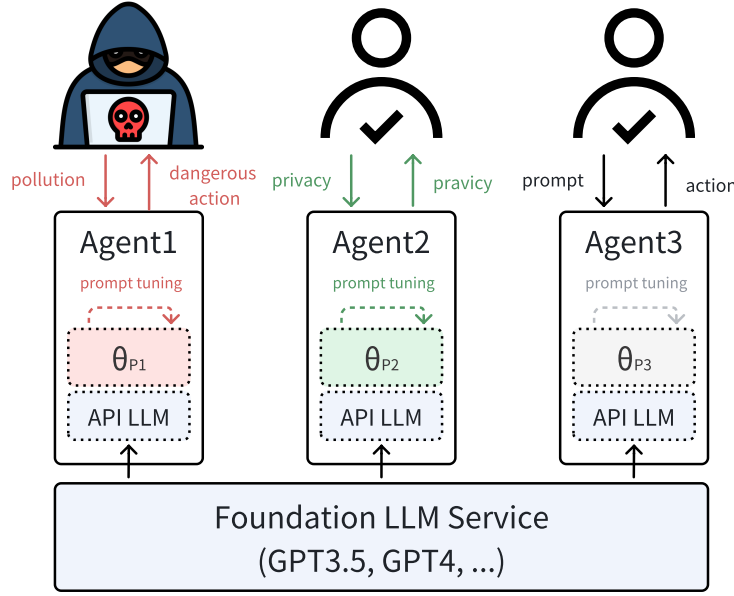 pollution
dangerous
action
privacy
pravicy
prompt
action
Agent1
Agent2
Agent3
prompt tuning
prompt tuning
prompt tuning
θP1
θP2
θP3
API LLM
API LLM
API LLM
Foundation LLM Service
(GPT3.5, GPT4, ...)